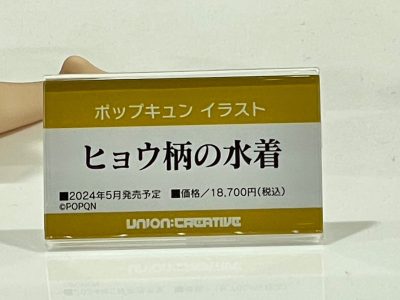 ポップキュン イラスト
ヒョウ柄の水着
■2024年5月発売予定 ■価格／18,700円(税込)
©POPQN
UNION:CREATIVE